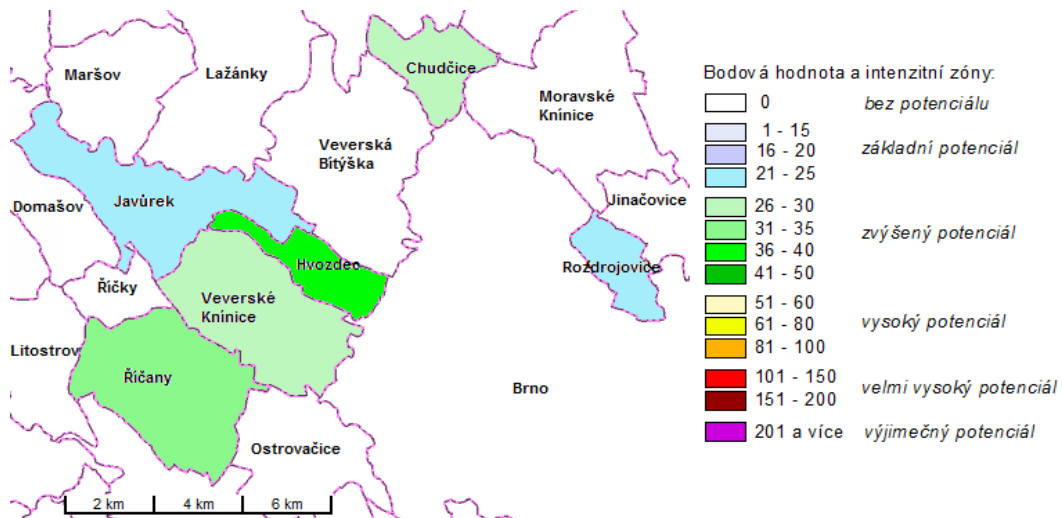 Maršov
Lažánky
Chudčice
Moravské
Knínice
Veverská
Bítýška
Domašov
Javůrek
Jinačovice
Hvozdec
Rozdrojovice
Říčky
Veverské
Knínice
Litostrov
Říčany
Brno
Ostrovačice
2 km 4 km 6 km
Bodová hodnota a intenzitní zóny:
0 bez potenciálu
1 - 15
16 - 20 základní potenciál
21 - 25
26 - 30
31 - 35 zvýšený potenciál
36 - 40
41 - 50
51 - 60
61 - 80 vysoký potenciál
81 - 100
101 - 150 velmi vysoký potenciál
151 - 200
201 a více výjimečný potenciál